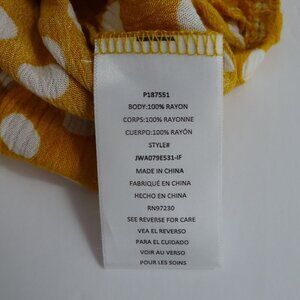 P187551
BODY:100% RAYON
CORPS:100% RAYONNE
CUERPO:100% RAYÓN
STYLE#
JWA079E531-IF
MADE IN CHINA
FABRIQUÉ EN CHINA
HECHO EN CHINA
RN97230
SEE REVERSE FOR CARE
VEA EL REVERSO
PARA EL CUIDADO
VOIR AU VERSO
POUR LES SOINS